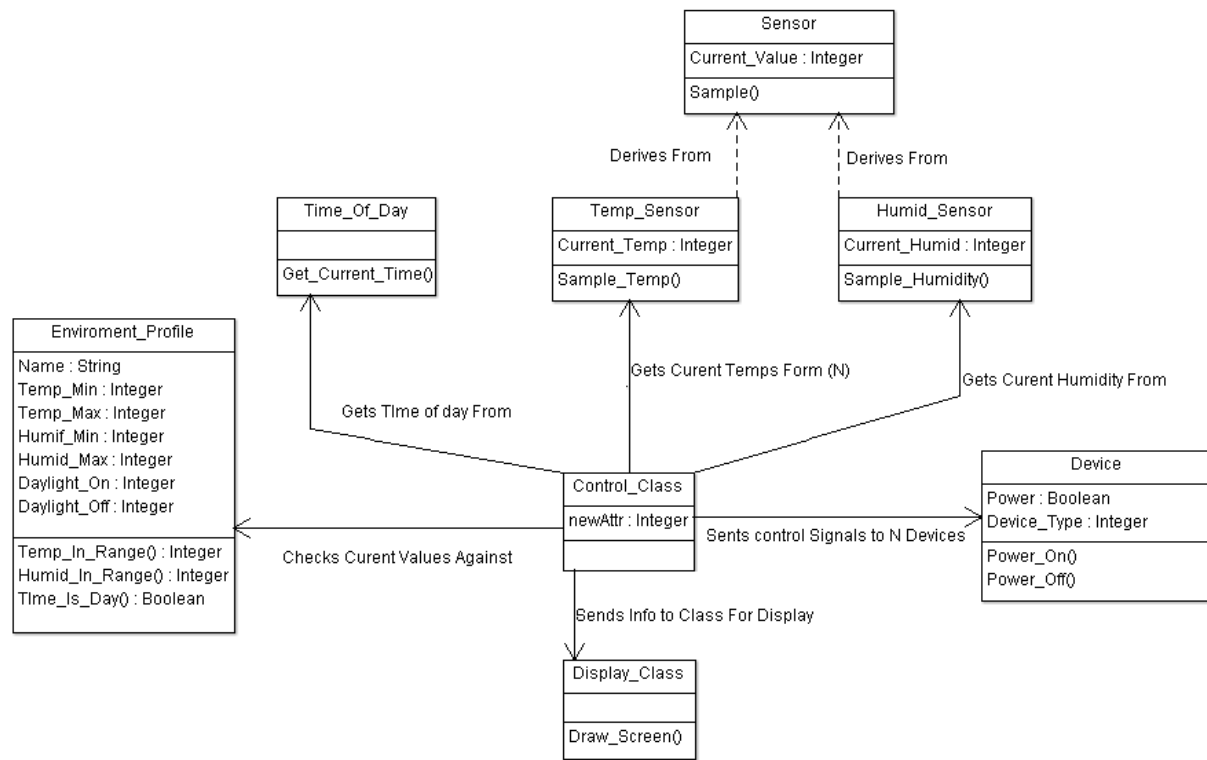 Sensor
Current_Value : Integer
Sample()
Derives From
Derives From
Time_Of_Day
Get_Current_Time()
Temp_Sensor
Current_Temp : Integer
Sample_Temp()
Humid_Sensor
Current_Humid : Integer
Sample_Humidity()
Enviroment_Profile
Name : String
Temp_Min : Integer
Temp_Max : Integer
Humif_Min : Integer
Humid_Max : Integer
Daylight_On : Integer
Daylight_Off : Integer
Temp_In_Range() : Integer
Humid_In_Range() : Integer
TIme_Is_Day() : Boolean
Gets TIme of day From
Gets Curent Temps Form (N)
Gets Curent Humidity From
Control_Class
newAttr : Integer
Checks Curent Values Against
Sents control Signals to N Devices
Device
Power : Boolean
Device_Type : Integer
Power_On()
Power_Off()
Sends Info to Class For Display
Display_Class
Draw_Screen()